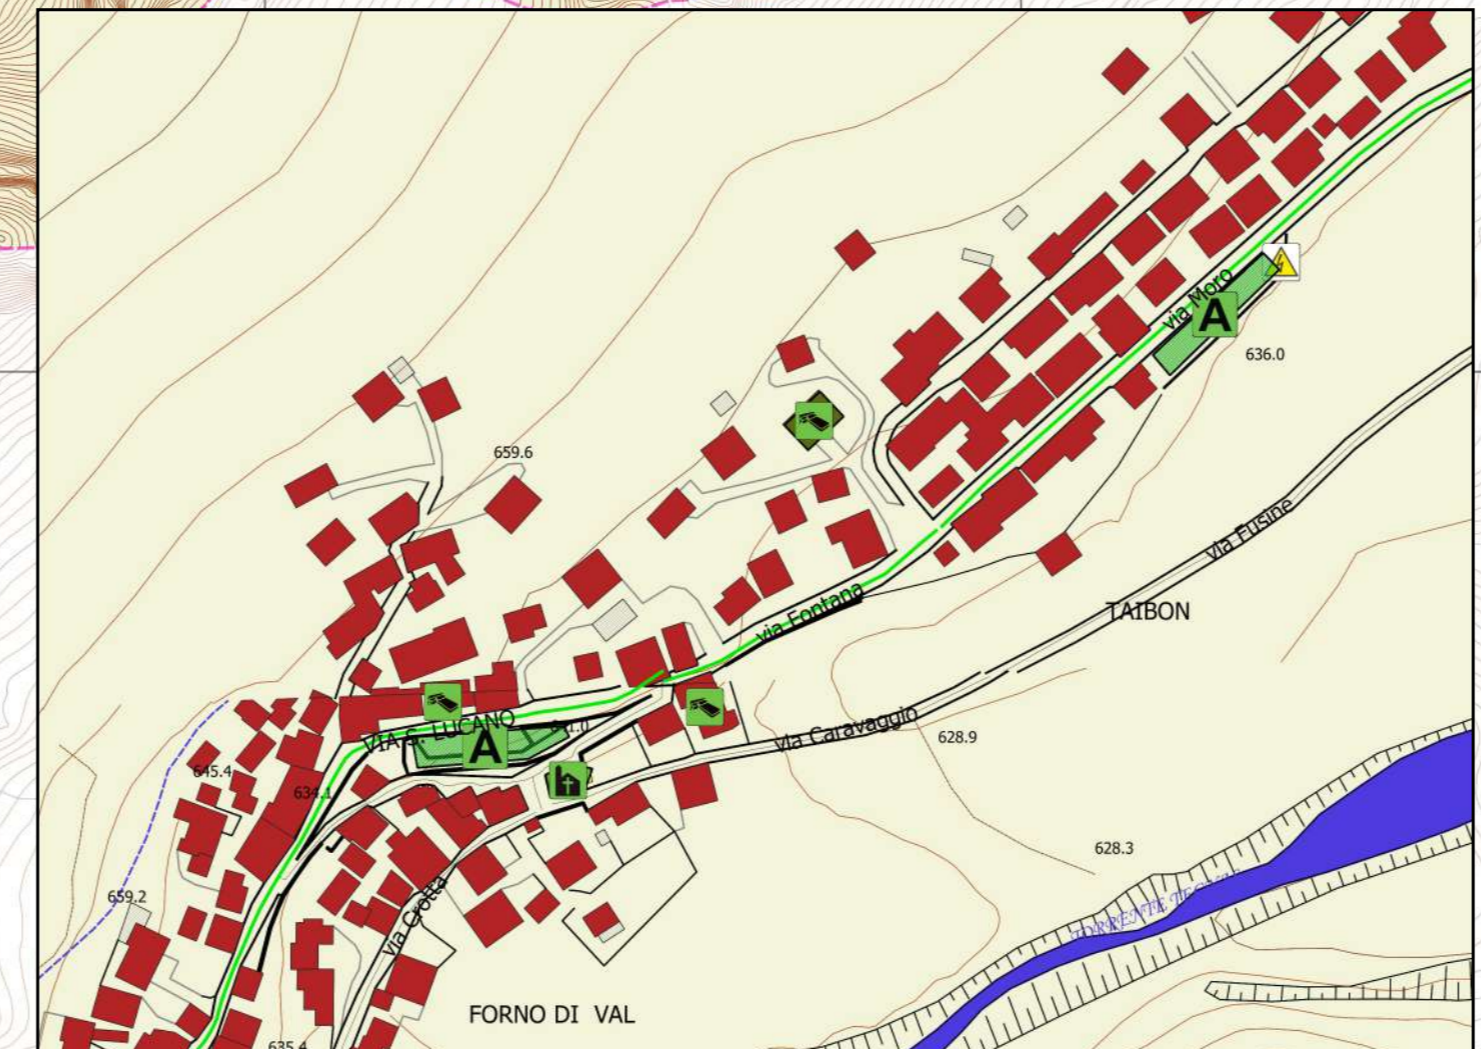 via Moro
A
636.0
659.6
via Fusine
via Fontana
TAIBON
VIA S. LUCANO
A
via Caravaggio
628.9
645.4
634.1
628.3
659.2
via Crotta
TORRENTE
FORNO DI VAL
635.4